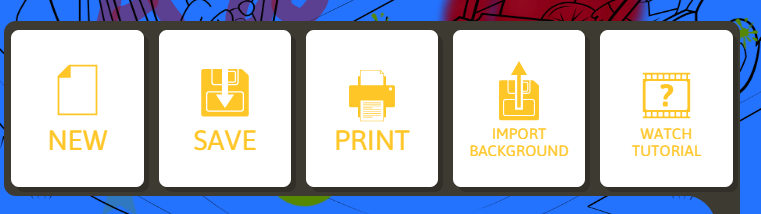 NEW
SAVE
PRINT
IMPORT
BACKGROUND
?
WATCH
TUTORIAL